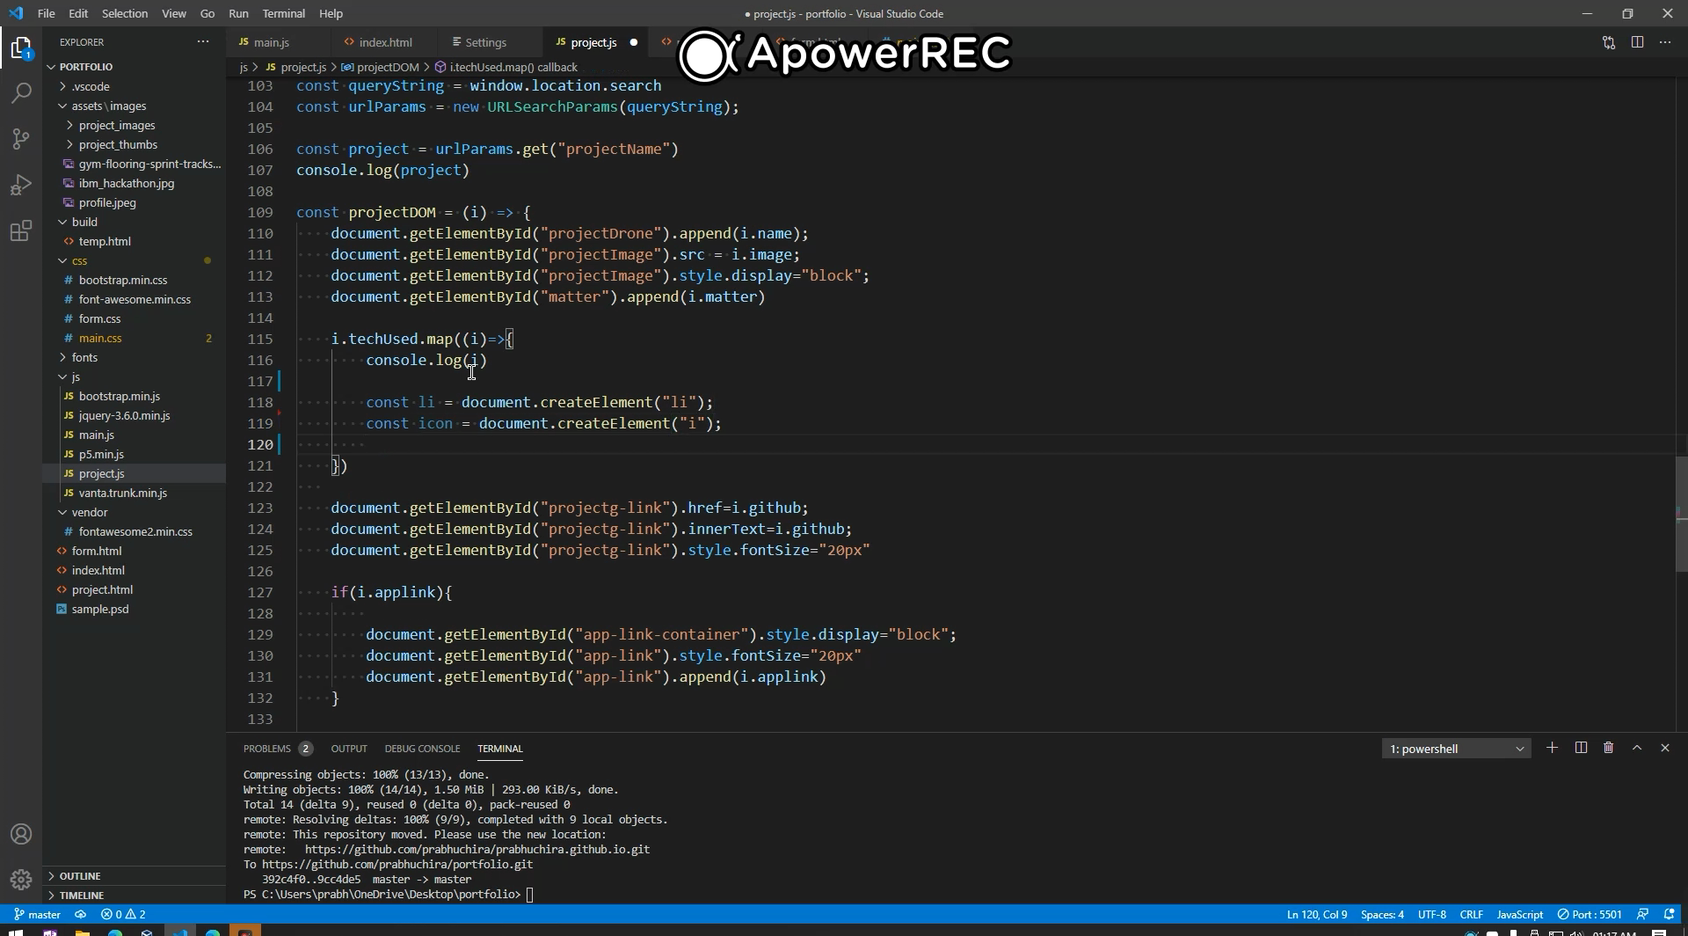 File Edit Selection View Go Run Terminal Help
● project.js - portfolio - Visual Studio Code
EXPLORER ···
JS main.js
index.html
Settings
JS project.js ●
ApowerREC
js > JS project.js > projectDOM > i.techUsed.map() callback
PORTFOLIO
.vscode
assets\images
project_images
project_thumbs
gym-flooring-sprint-tracks...
ibm_hackathon.jpg
profile.jpeg
build
temp.html
css
# bootstrap.min.css
# font-awesome.min.css
# form.css
# main.css 2
fonts
js
JS bootstrap.min.js
JS jquery-3.6.0.min.js
JS main.js
JS p5.min.js
JS project.js
JS vanta.trunk.min.js
vendor
# fontawesome2.min.css
form.html
index.html
project.html
Ps sample.psd
OUTLINE
TIMELINE
1
103 const queryString = window.location.search
104 const urlParams = new URLSearchParams(queryString);
105
106 const project = urlParams.get("projectName")
107 console.log(project)
108
109 const projectDOM = (i) => {
110 document.getElementById("projectDrone").append(i.name);
111 document.getElementById("projectImage").src = i.image;
112 document.getElementById("projectImage").style.display="block";
113 document.getElementById("matter").append(i.matter)
114
115 i.techUsed.map((i)=>{
116 console.log(i)
117
118 const li = document.createElement("li");
119 const icon = document.createElement("i");
120
121 })
122
123 document.getElementById("projectg-link").href=i.github;
124 document.getElementById("projectg-link").innerText=i.github;
125 document.getElementById("projectg-link").style.fontSize="20px"
126
127 if(i.applink){
128
129 document.getElementById("app-link-container").style.display="block";
130 document.getElementById("app-link").style.fontSize="20px"
131 document.getElementById("app-link").append(i.applink)
132 }
133
PROBLEMS 2 OUTPUT DEBUG CONSOLE TERMINAL
1: powershell
Compressing objects: 100% (13/13), done.
Writing objects: 100% (14/14), 1.50 MiB | 293.00 KiB/s, done.
Total 14 (delta 9), reused 0 (delta 0), pack-reused 0
remote: Resolving deltas: 100% (9/9), completed with 9 local objects.
remote: This repository moved. Please use the new location:
remote: https://github.com/prabhuchira/prabhuchira.github.io.git
To https://github.com/prabhuchira/portfolio.git
392c4f0..9cc4de5 master -> master
PS C:\Users\prabh\OneDrive\Desktop\portfolio>
master 0 2
Ln 120, Col 9 Spaces: 4 UTF-8 CRLF JavaScript Port : 5501
01:17 AM